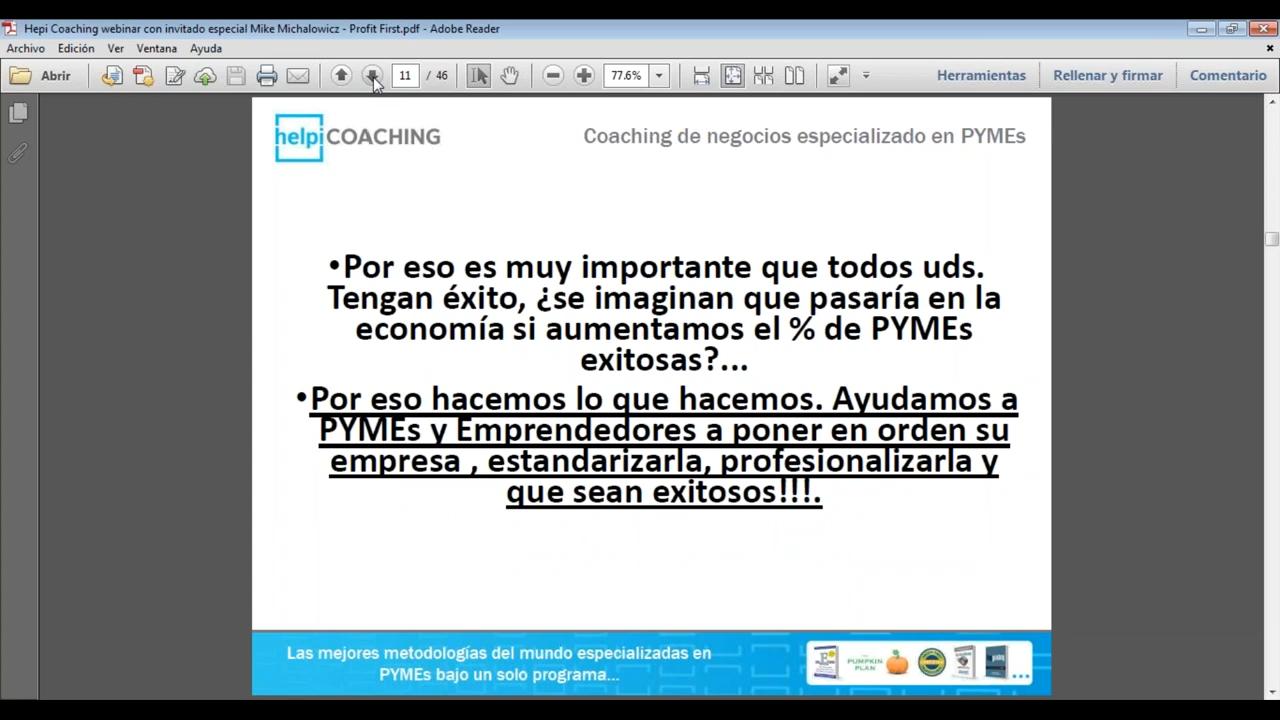 Hepi Coaching webinar con invitado especial Mike Michalowicz - Profit First.pdf - Adobe Reader
Archivo Edición Ver Ventana Ayuda
Abrir 11 / 46 77.6% Herramientas Rellenar y firmar Comentario
helpi COACHING
Coaching de negocios especializado en PYMEs
•Por eso es muy importante que todos uds.
Tengan éxito, ¿se imaginan que pasaría en la
economía si aumentamos el % de PYMEs
exitosas?...
•Por eso hacemos lo que hacemos. Ayudamos a
PYMEs y Emprendedores a poner en orden su
empresa , estandarizarla, profesionalizarla y
que sean exitosos!!!.
Las mejores metodologías del mundo especializadas en
PYMEs bajo un solo programa...
PUMPKIN
PLAN
...